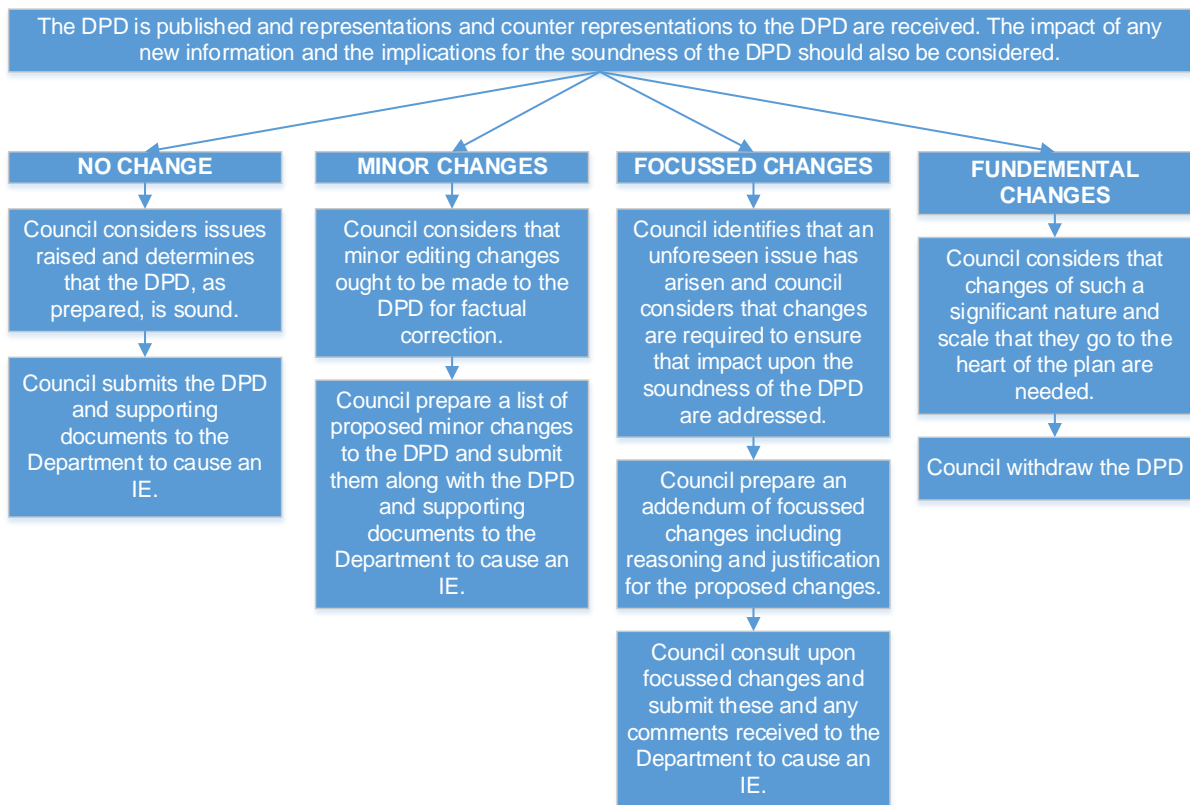 The DPD is published and representations and counter representations to the DPD are received. The impact of any
new information and the implications for the soundness of the DPD should also be considered.
NO CHANGE
Council considers issues
raised and determines
that the DPD, as
prepared, is sound.
Council submits the DPD
and supporting
documents to the
Department to cause an
IE.
MINOR CHANGES
Council considers that
minor editing changes
ought to be made to the
DPD for factual
correction.
Council prepare a list of
proposed minor changes
to the DPD and submit
them along with the DPD
and supporting
documents to the
Department to cause an
IE.
FOCUSSED CHANGES
Council identifies that an
unforeseen issue has
arisen and council
considers that changes
are required to ensure
that impact upon the
soundness of the DPD
are addressed.
Council prepare an
addendum of focussed
changes including
reasoning and justification
for the proposed changes.
Council consult upon
focussed changes and
submit these and any
comments received to the
Department to cause an
IE.
FUNDEMENTAL
CHANGES
Council considers that
changes of such a
significant nature and
scale that they go to the
heart of the plan are
needed.
Council withdraw the DPD